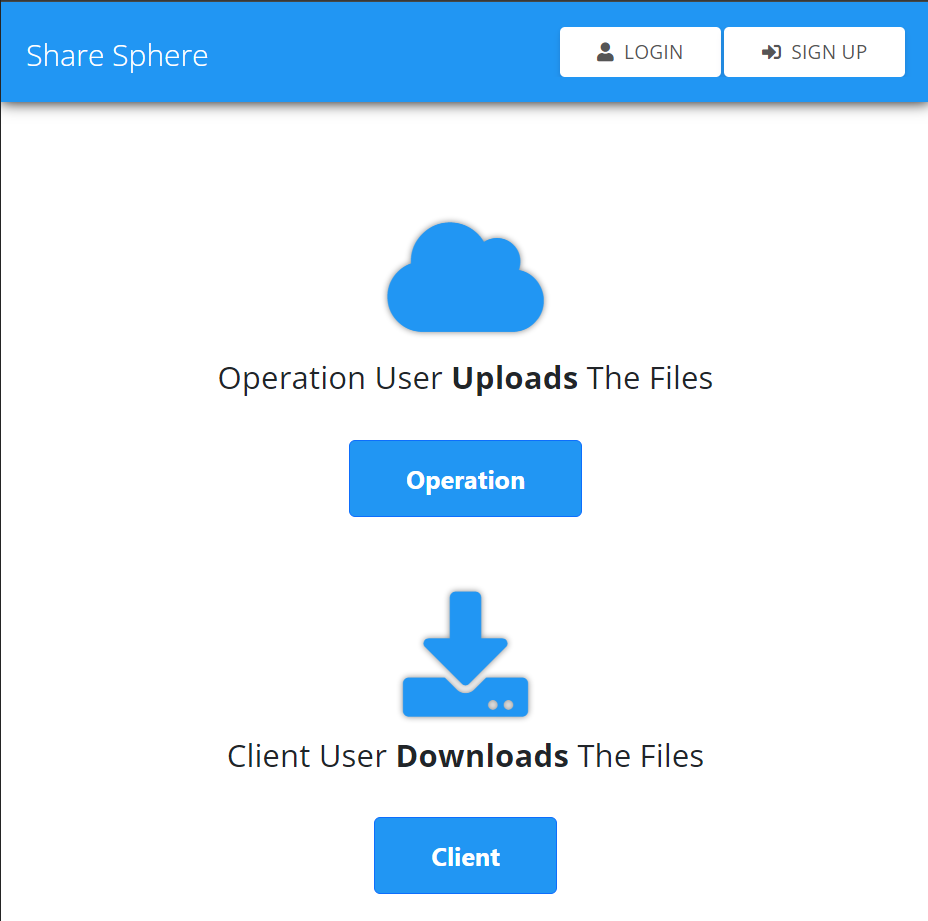 Share Sphere
LOGIN
SIGN UP
Operation User Uploads The Files
Operation
Client User Downloads The Files
Client